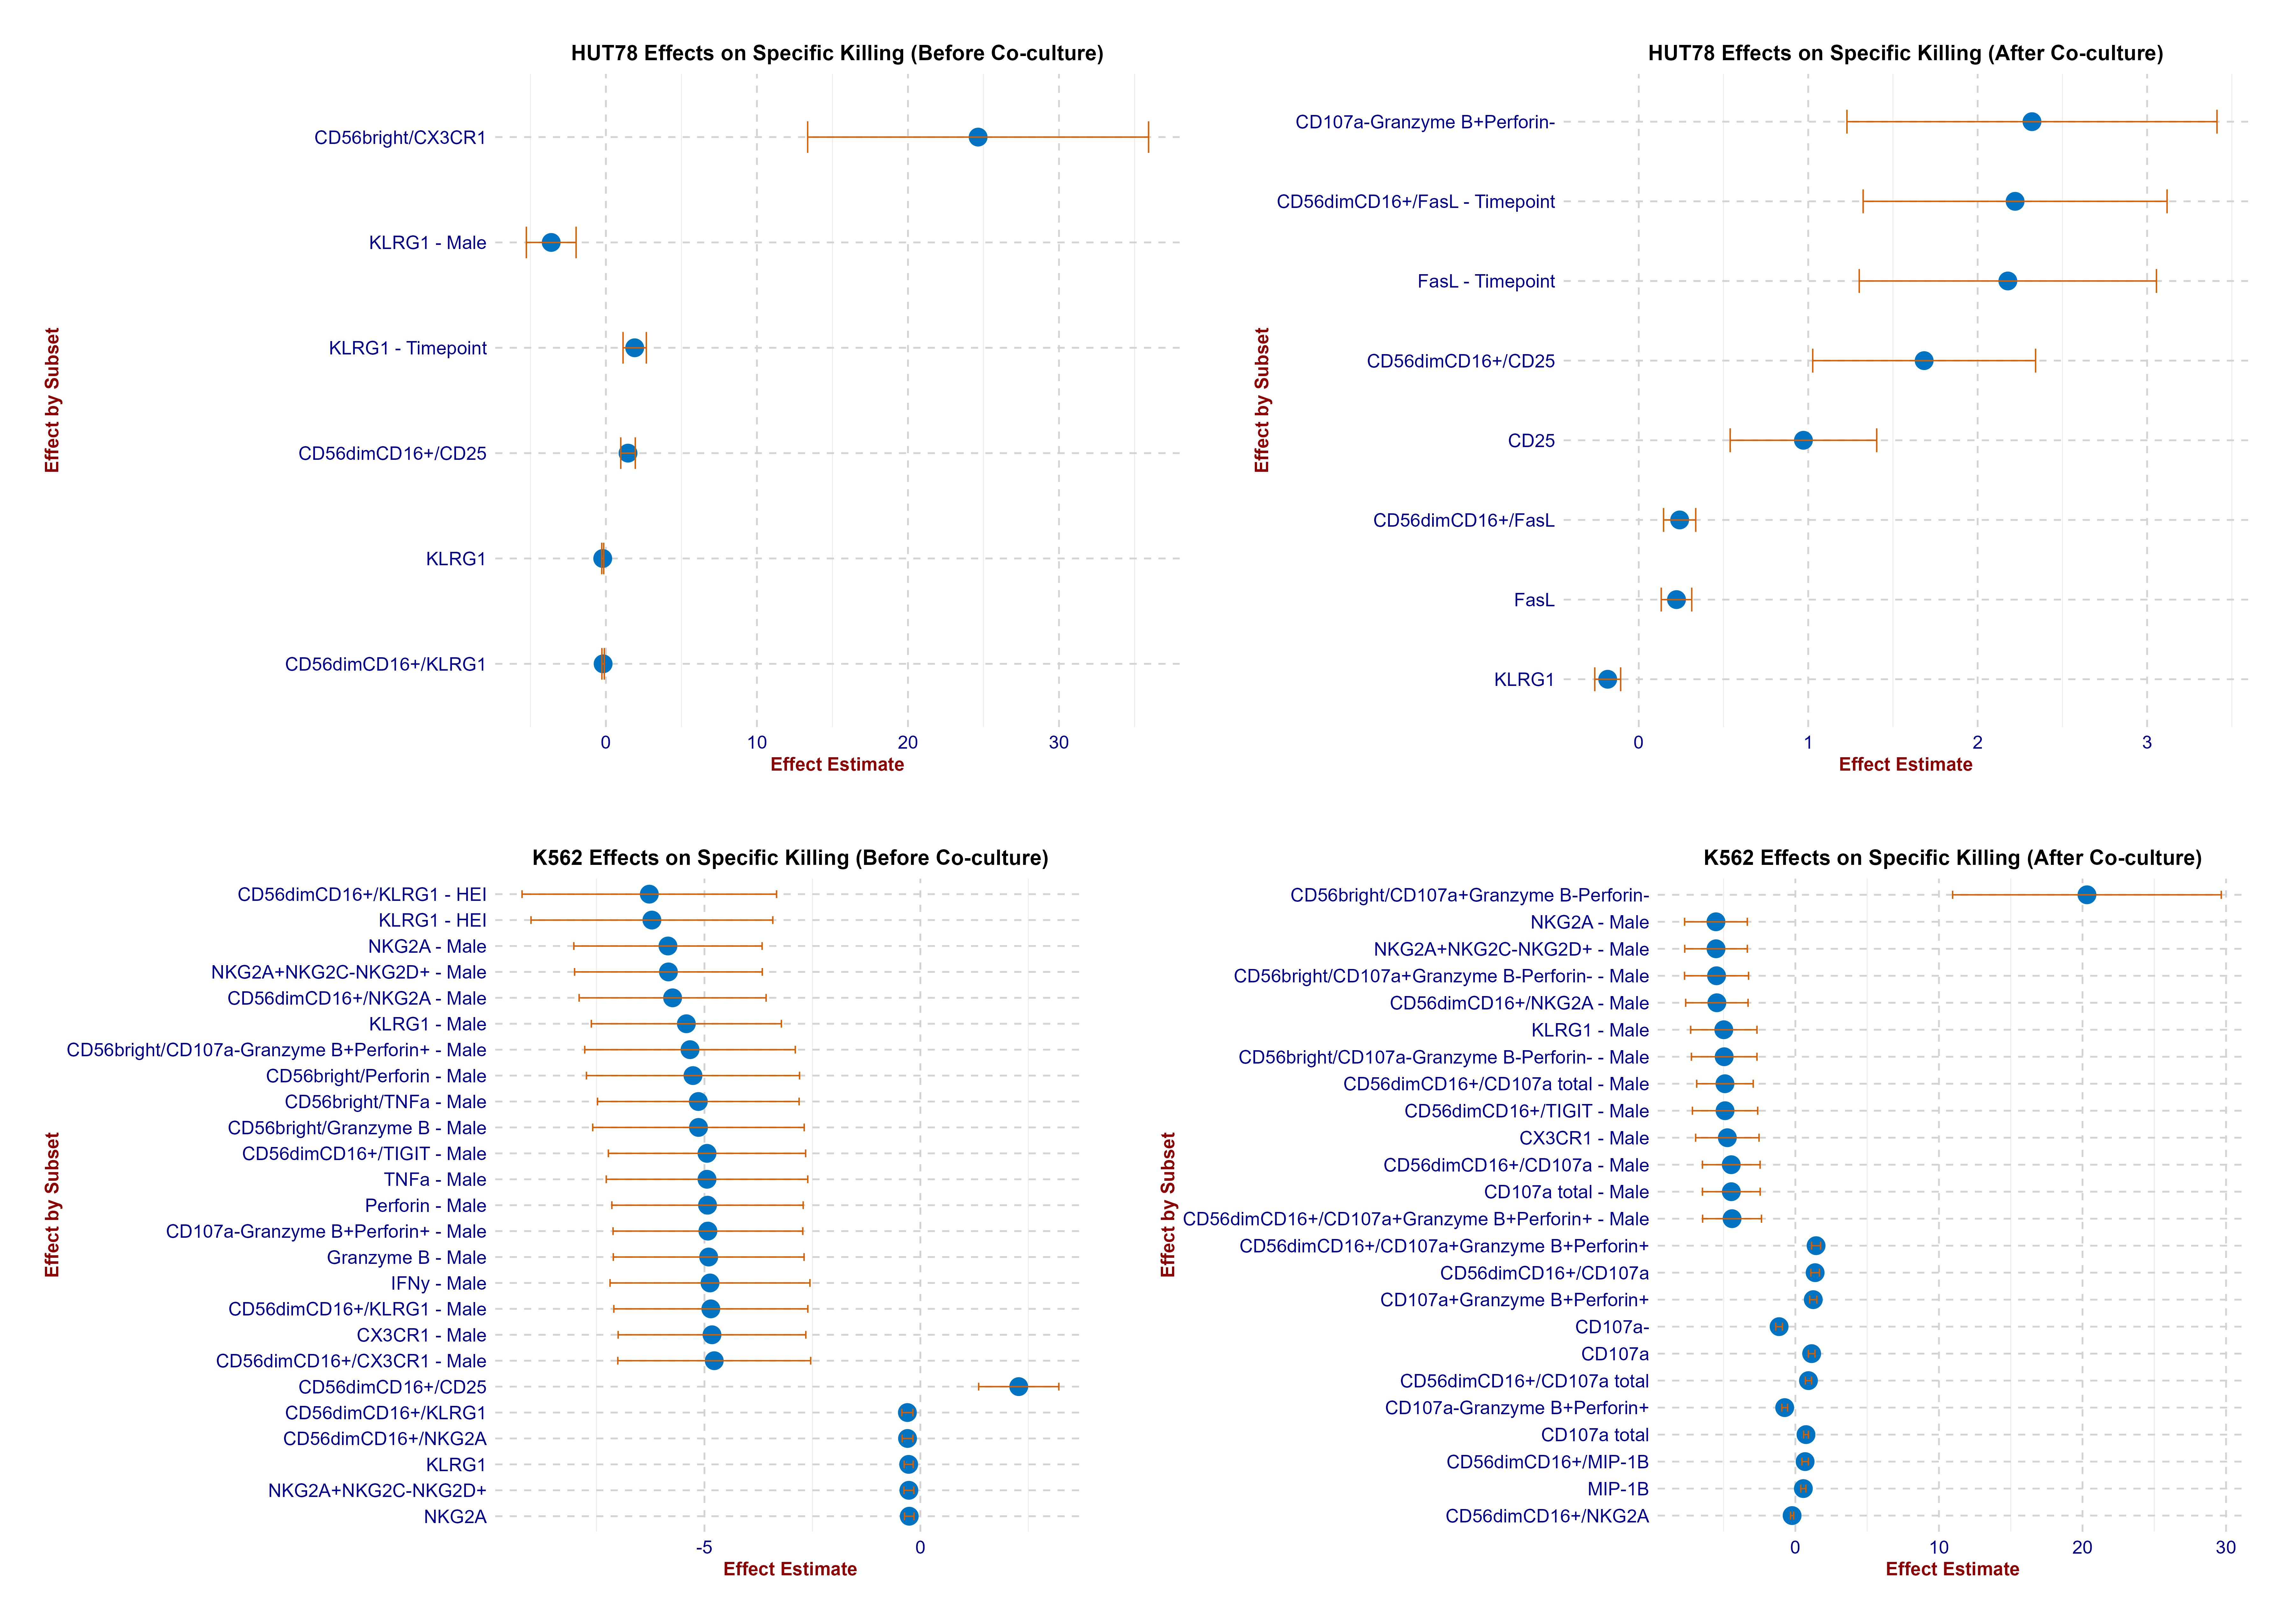 HUT78 Effects on Specific Killing (Before Co-culture)
Effect by Subset
CD56bright/CX3CR1
KLRG1 - Male
KLRG1 - Timepoint
CD56dimCD16+/CD25
KLRG1
CD56dimCD16+/KLRG1
0 10 20 30
Effect Estimate
HUT78 Effects on Specific Killing (After Co-culture)
Effect by Subset
CD107a-Granzyme B+Perforin-
CD56dimCD16+/FasL - Timepoint
FasL - Timepoint
CD56dimCD16+/CD25
CD25
CD56dimCD16+/FasL
FasL
KLRG1
0 1 2 3
Effect Estimate
K562 Effects on Specific Killing (Before Co-culture)
Effect by Subset
CD56dimCD16+/KLRG1 - HEI
KLRG1 - HEI
NKG2A - Male
NKG2A+NKG2C-NKG2D+ - Male
CD56dimCD16+/NKG2A - Male
KLRG1 - Male
CD56bright/CD107a-Granzyme B+Perforin+ - Male
CD56bright/Perforin - Male
CD56bright/TNFa - Male
CD56bright/Granzyme B - Male
CD56dimCD16+/TIGIT - Male
TNFa - Male
Perforin - Male
CD107a-Granzyme B+Perforin+ - Male
Granzyme B - Male
IFNy - Male
CD56dimCD16+/KLRG1 - Male
CX3CR1 - Male
CD56dimCD16+/CX3CR1 - Male
CD56dimCD16+/CD25
CD56dimCD16+/KLRG1
CD56dimCD16+/NKG2A
KLRG1
NKG2A+NKG2C-NKG2D+
NKG2A
-5 0
Effect Estimate
K562 Effects on Specific Killing (After Co-culture)
Effect by Subset
CD56bright/CD107a+Granzyme B-Perforin-
NKG2A - Male
NKG2A+NKG2C-NKG2D+ - Male
CD56bright/CD107a+Granzyme B-Perforin- - Male
CD56dimCD16+/NKG2A - Male
KLRG1 - Male
CD56bright/CD107a-Granzyme B-Perforin- - Male
CD56dimCD16+/CD107a total - Male
CD56dimCD16+/TIGIT - Male
CX3CR1 - Male
CD56dimCD16+/CD107a - Male
CD107a total - Male
CD56dimCD16+/CD107a+Granzyme B+Perforin+ - Male
CD56dimCD16+/CD107a+Granzyme B+Perforin+
CD56dimCD16+/CD107a
CD107a+Granzyme B+Perforin+
CD107a-
CD107a
CD56dimCD16+/CD107a total
CD107a-Granzyme B+Perforin+
CD107a total
CD56dimCD16+/MIP-1B
MIP-1B
CD56dimCD16+/NKG2A
0 10 20 30
Effect Estimate